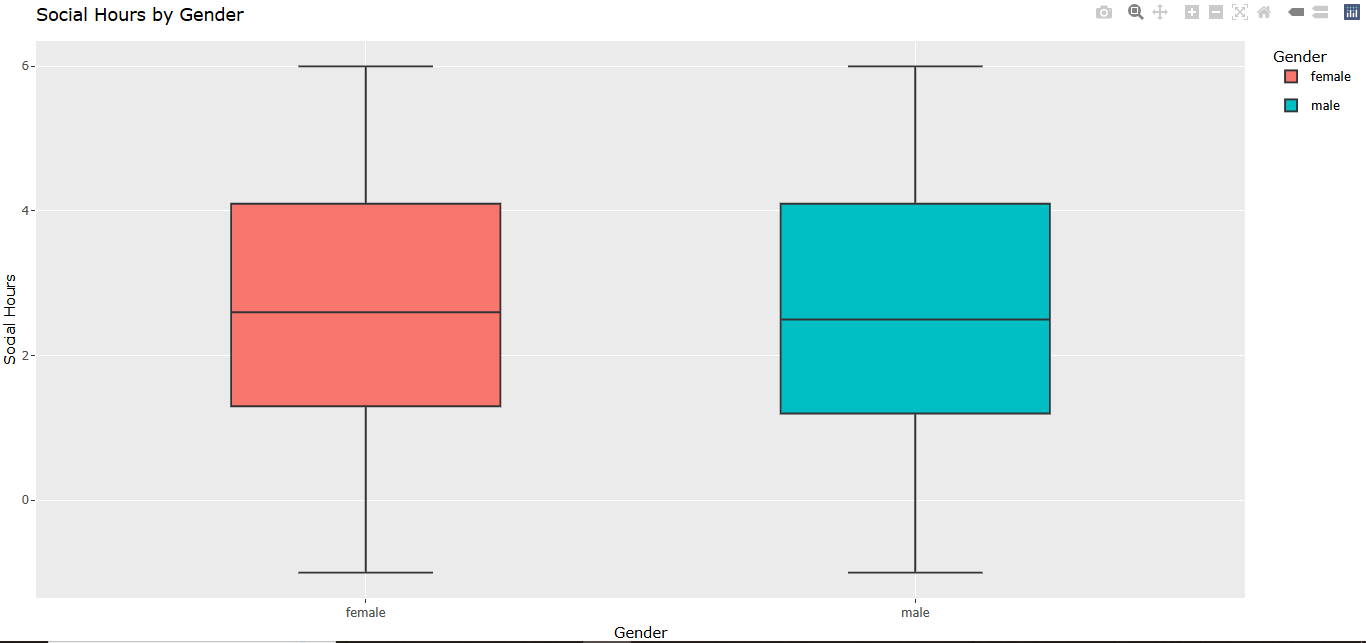 Social Hours by Gender
Gender
female
male
6
4
2
0
Social Hours
female
male
Gender